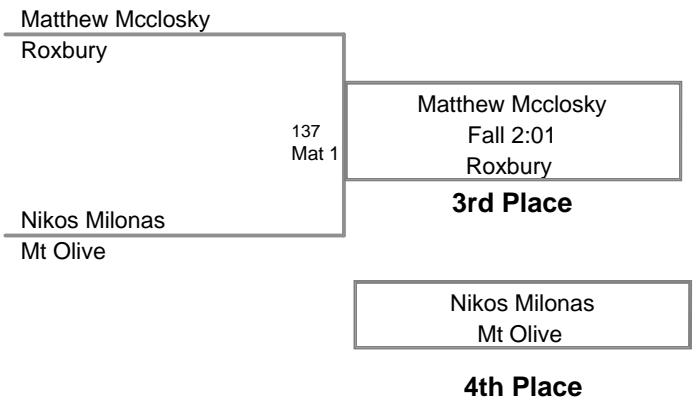 Matthew Mcclosky
Roxbury
137
Mat 1
Matthew Mcclosky
Fall 2:01
Roxbury
3rd Place
Nikos Milonas
Mt Olive
Nikos Milonas
Mt Olive
4th Place